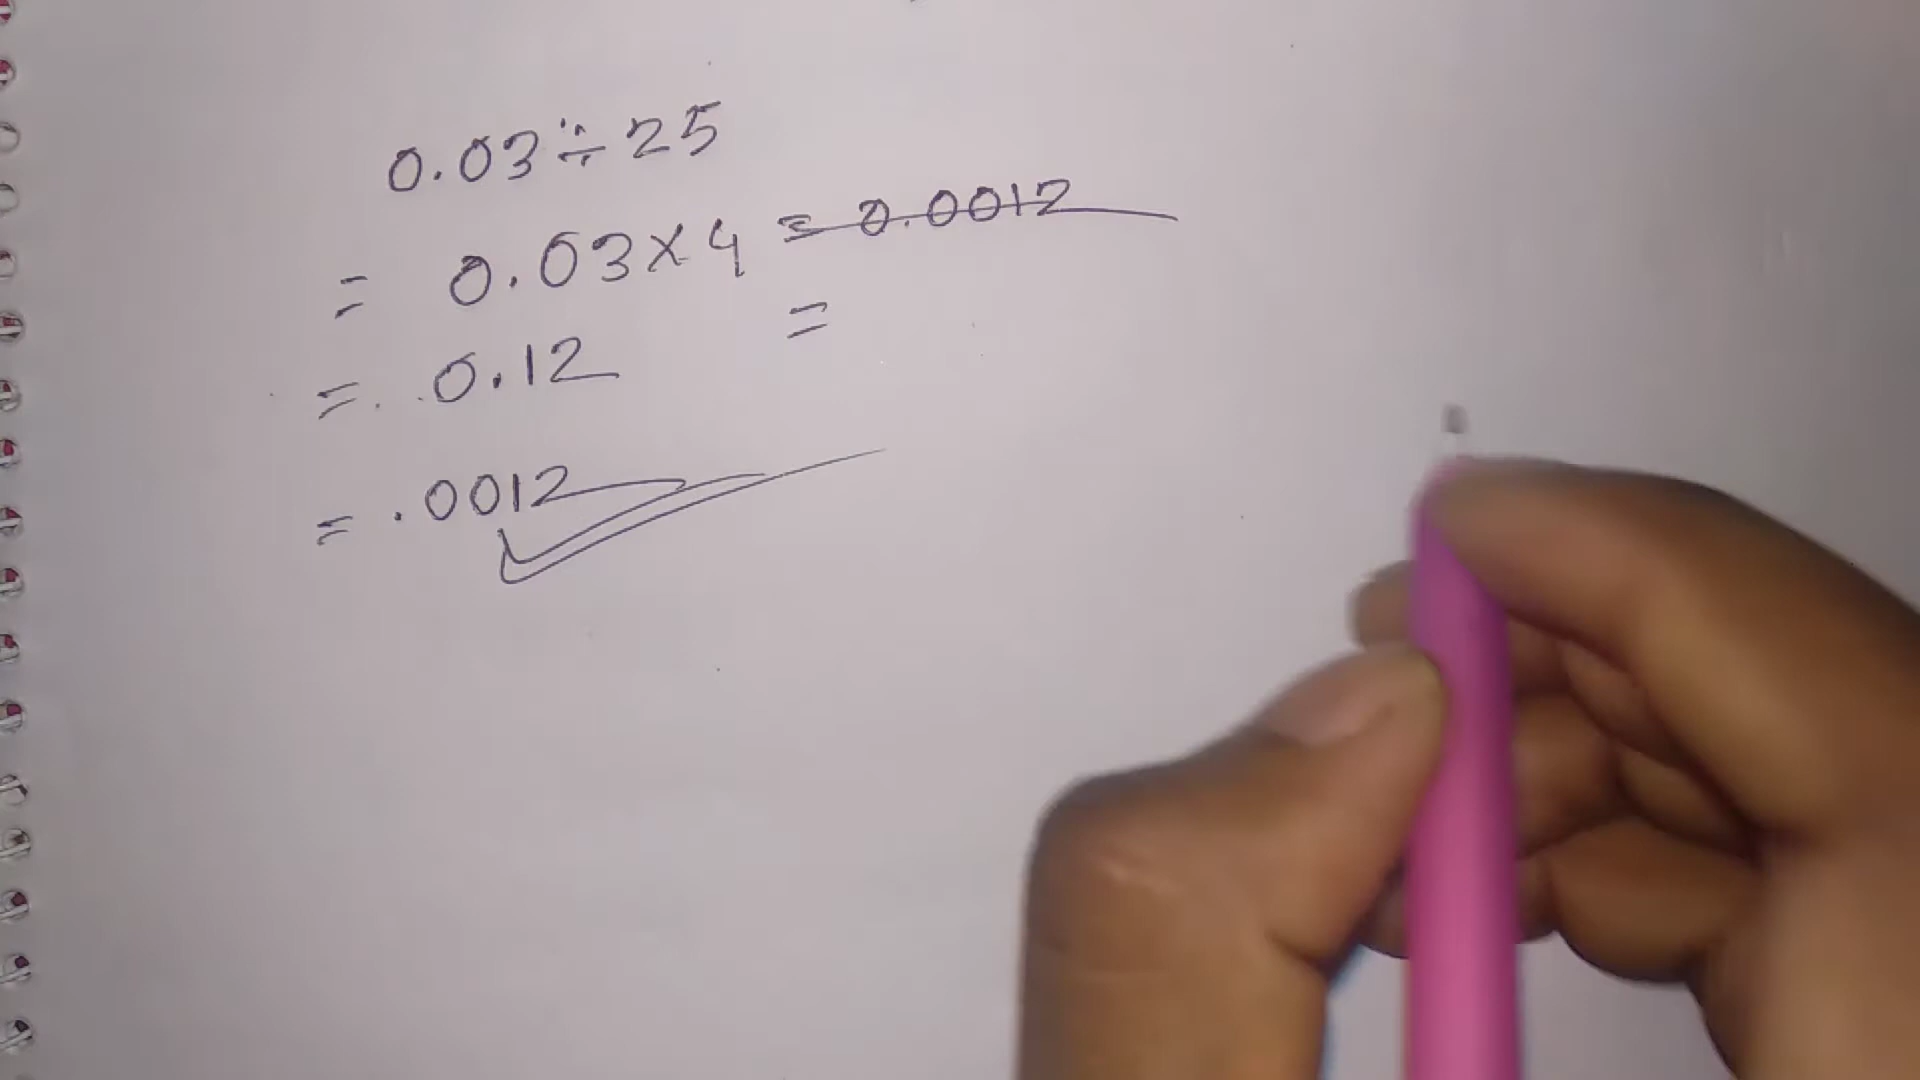 0.03÷25
= 0.03×4 = 0.0012
=
= 0.12
= .0012